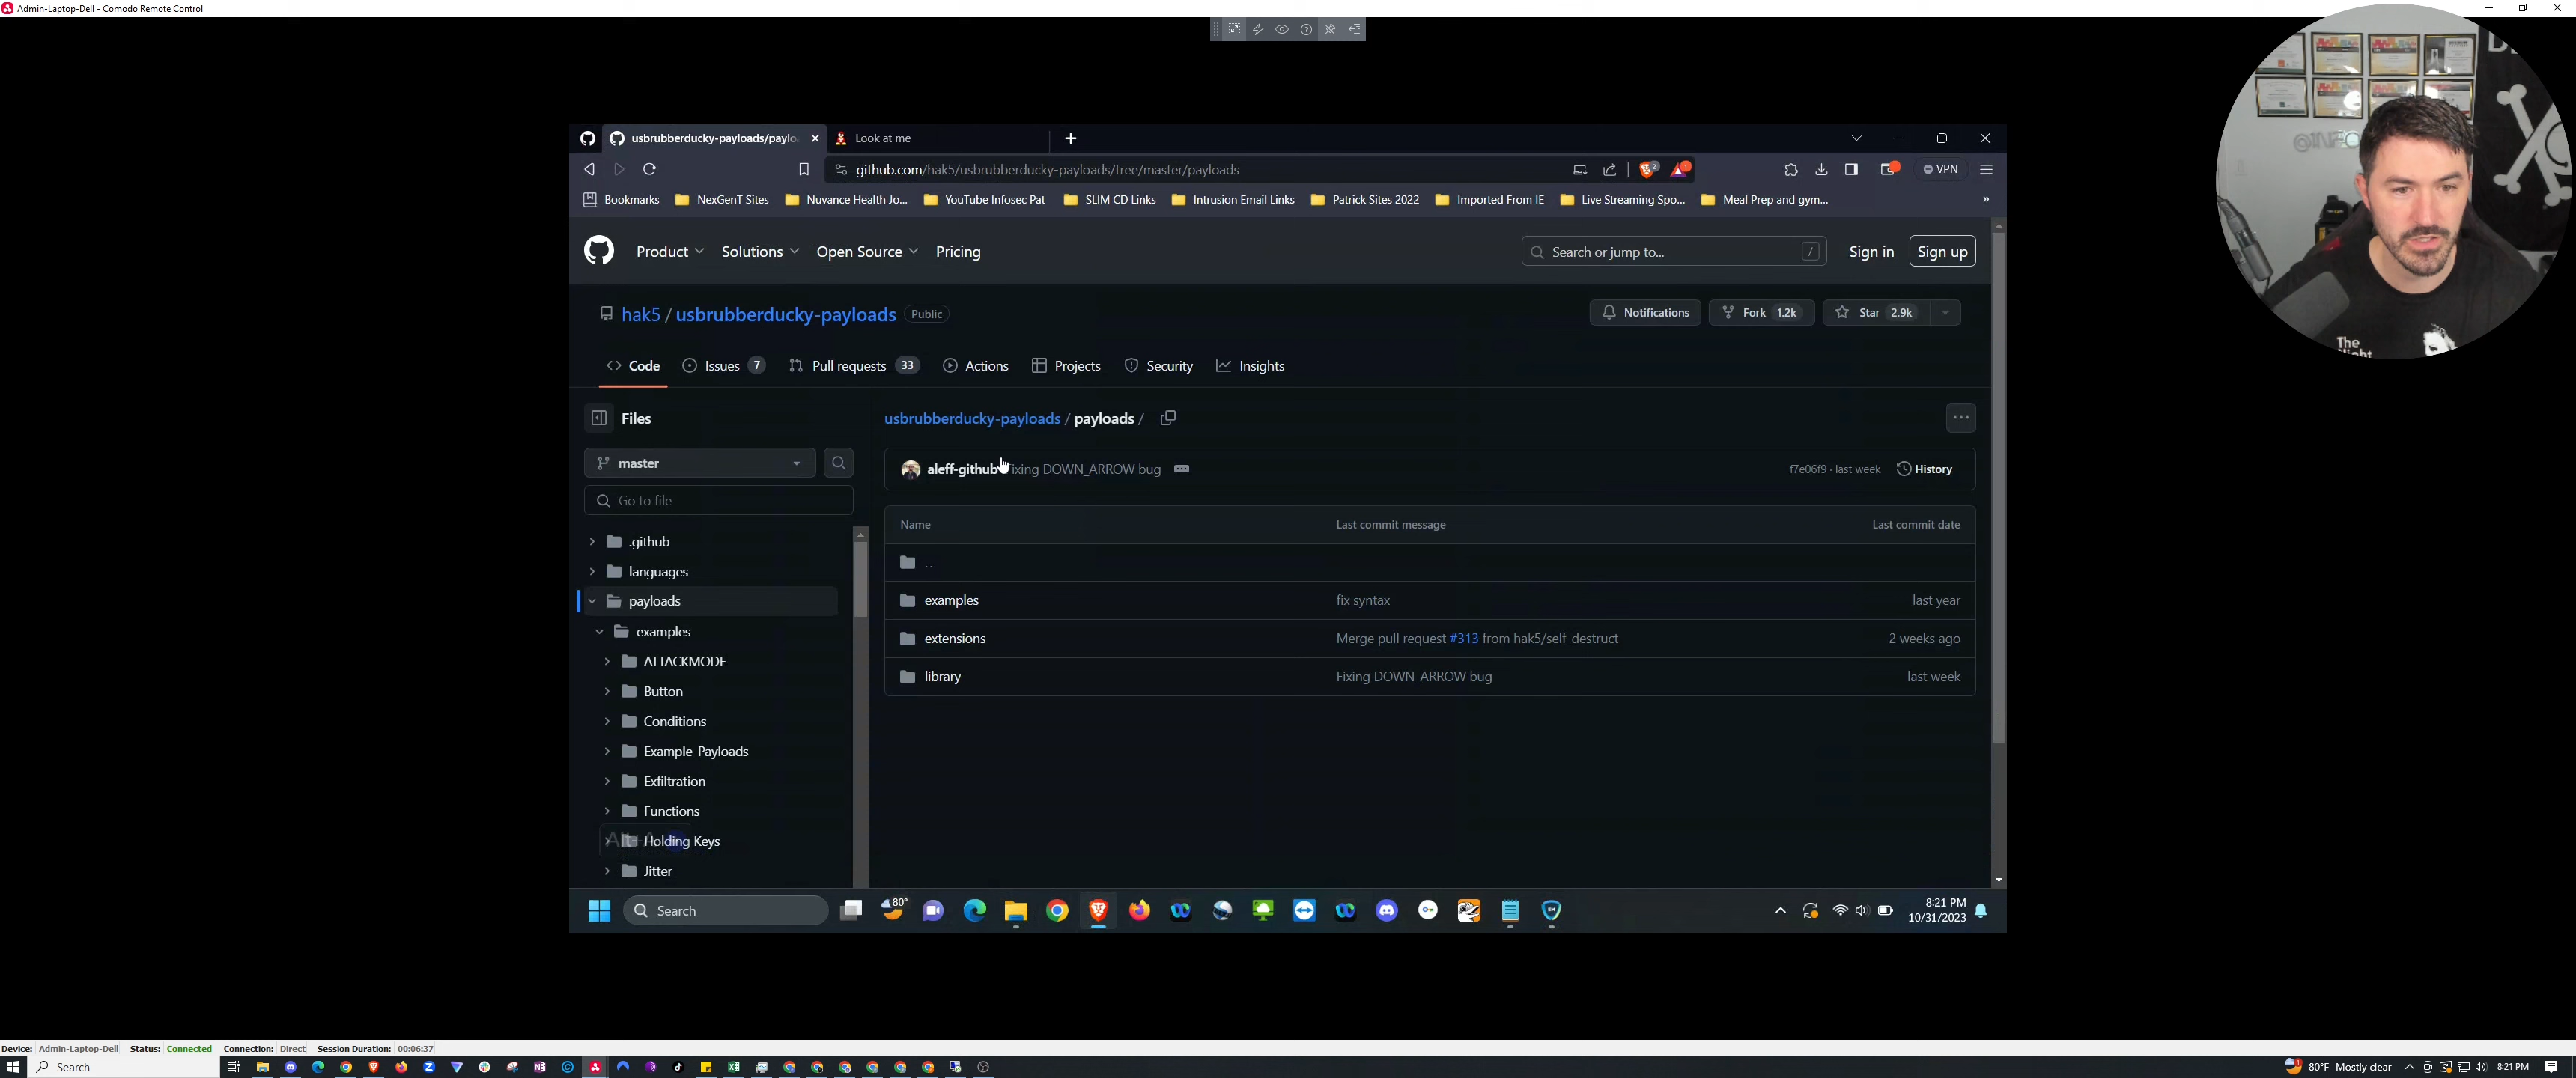 Admin-Laptop-Dell - Comodo Remote Control
usbrubberducky-payloads/paylo
Look at me
github.com/hak5/usbrubberducky-payloads/tree/master/payloads
2
1
VPN
Bookmarks
NexGenT Sites
Nuvance Health Jo...
YouTube Infosec Pat
SLIM CD Links
Intrusion Email Links
Patrick Sites 2022
Imported From IE
Live Streaming Spo...
Meal Prep and gym...
»
Product
Solutions
Open Source
Pricing
Search or jump to...
/
Sign in
Sign up
hak5 / usbrubberducky-payloads
Public
Notifications
Fork 1.2k
Star 2.9k
Code
Issues 7
Pull requests 33
Actions
Projects
Security
Insights
Files
usbrubberducky-payloads / payloads /
master
Go to file
aleff-github
ixing DOWN_ARROW bug
f7e06f9 · last week
History
Name
Last commit message
Last commit date
..
examples
fix syntax
last year
extensions
Merge pull request #313 from hak5/self_destruct
2 weeks ago
library
Fixing DOWN_ARROW bug
last week
.github
languages
payloads
examples
ATTACKMODE
Button
Conditions
Example_Payloads
Exfiltration
Functions
Holding Keys
Jitter
Search
80°
8:21 PM
10/31/2023
The
@INFO
Device: Admin-Laptop-Dell Status: Connected Connection: Direct Session Duration: 00:06:37
Search
80°F Mostly clear
8:21 PM